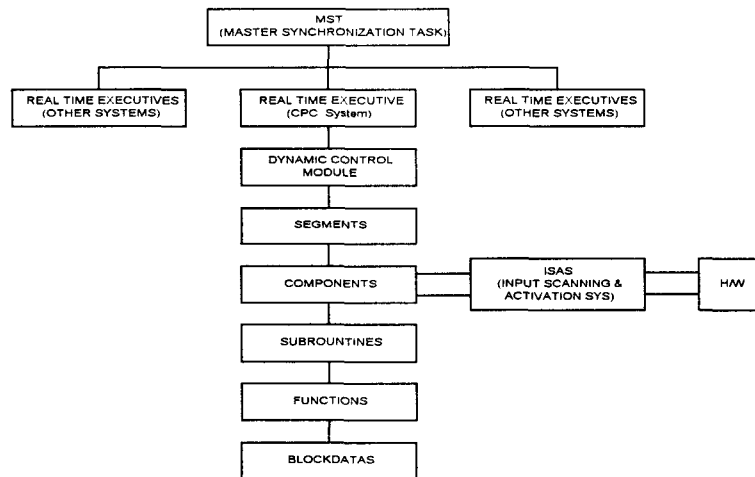 MST
(MASTER SYNCHRONIZATION TASK)
REAL TIME EXECUTIVES
(OTHER SYSTEMS)
REAL TIME EXECUTIVE
(CPC System)
REAL TIME EXECUTIVES
(OTHER SYSTEMS)
DYNAMIC CONTROL
MODULE
SEGMENTS
COMPONENTS
ISAS
(INPUT SCANNING &
ACTIVATION SYS)
H/W
SUBROUNTINES
FUNCTIONS
BLOCKDATAS